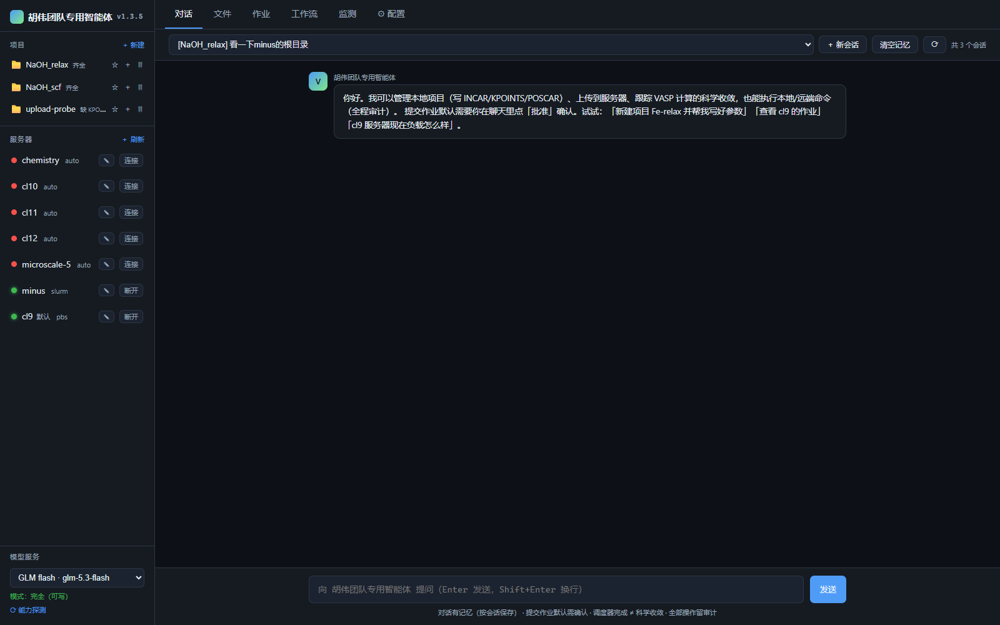 胡伟团队专用智能体 v1.3.5
对话 文件 作业 工作流 监测 ⚙ 配置
项目 + 新建
NaOH_relax 齐全 ☆ +
NaOH_scf 齐全 ☆ +
upload-probe 缺 KPO... ☆ +
服务器 + 刷新
chemistry auto 连接
cl10 auto 连接
cl11 auto 连接
cl12 auto 连接
microscale-5 auto 连接
minus slurm 断开
cl9 默认 pbs 断开
模型服务
GLM flash · glm-5.3-flash
模式：完全（可写）
⟳ 能力探测
[NaOH_relax] 看一下minus的根目录 + 新会话 清空记忆 ⟳ 共 3 个会话
V 胡伟团队专用智能体
你好。我可以管理本地项目（写 INCAR/KPOINTS/POSCAR）、上传到服务器、跟踪 VASP 计算的科学收敛，也能执行本地/远端命令
（全程审计）。 提交作业默认需要你在聊天里点「批准」确认。试试：「新建项目 Fe-relax 并帮我写好参数」「查看 cl9 的作业」
「cl9 服务器现在负载怎么样」。
向 胡伟团队专用智能体 提问（Enter 发送，Shift+Enter 换行） 发送
对话有记忆（按会话保存） · 提交作业默认需确认 · 调度器完成 ≠ 科学收敛 · 全部操作留审计